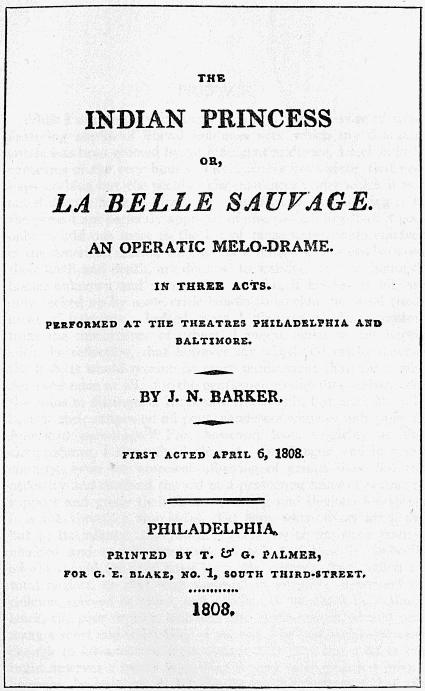 THE
INDIAN PRINCESS
OR,
LA BELLE SAUVAGE.
AN OPERATIC MELO-DRAME.
IN THREE ACTS.
PERFORMED AT THE THEATRES PHILADELPHIA AND
BALTIMORE.
BY J. N. BARKER.
FIRST ACTED APRIL 6, 1808.
PHILADELPHIA,
PRINTED BY T. & G. PALMER,
FOR G. E. BLAKE, NO. 1, SOUTH THIRD-STREET.
1808.